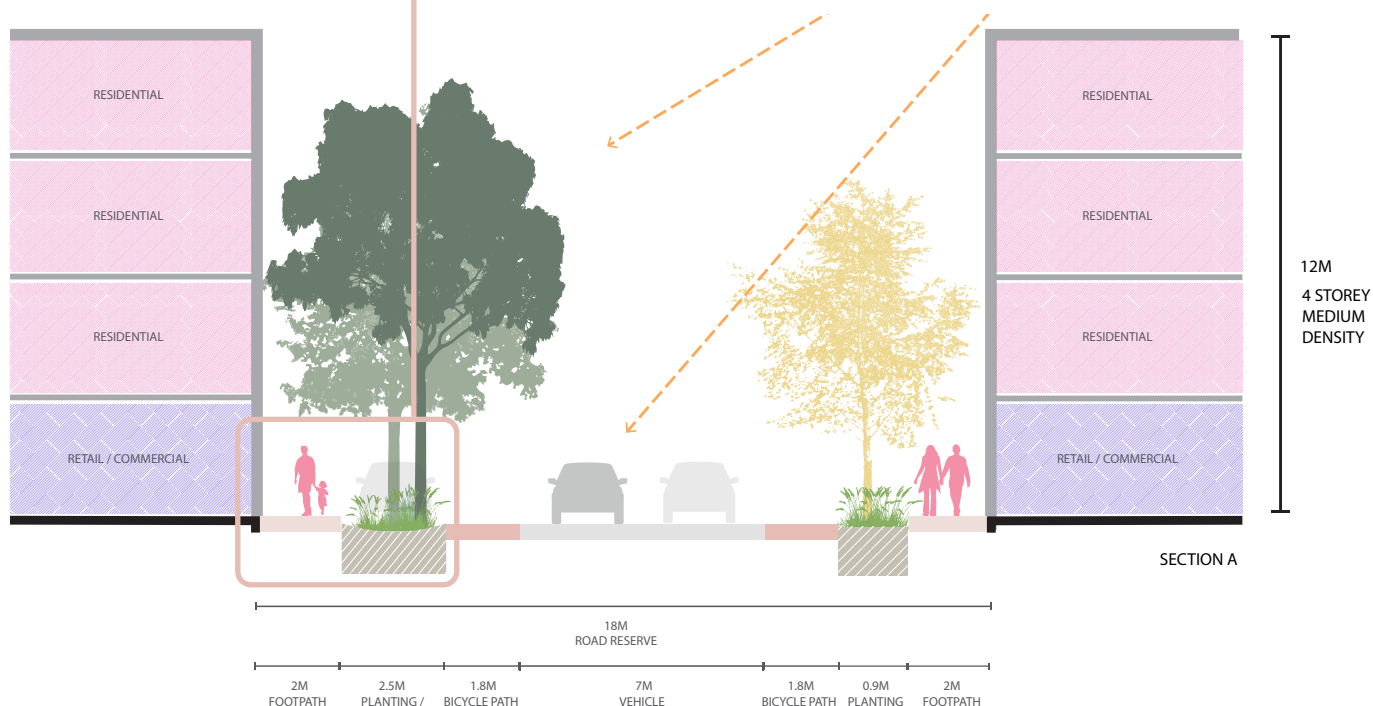 RESIDENTIAL
RESIDENTIAL
RESIDENTIAL
RETAIL / COMMERCIAL
RESIDENTIAL
RESIDENTIAL
RESIDENTIAL
RETAIL / COMMERCIAL
12M
4 STOREY
MEDIUM
DENSITY
SECTION A
18M
ROAD RESERVE
2M
FOOTPATH
2.5M
PLANTING /
1.8M
BICYCLE PATH
7M
VEHICLE
1.8M
BICYCLE PATH
0.9M
PLANTING
2M
FOOTPATH